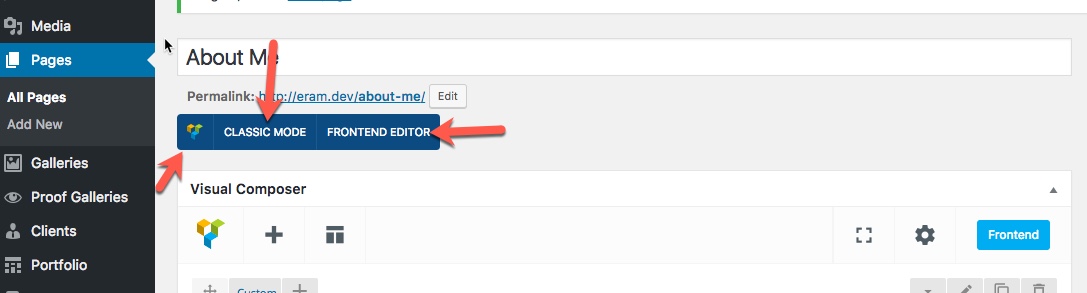 Media
Pages
All Pages
Add New
Galleries
Proof Galleries
Clients
Portfolio
About Me
Permalink: http://eram.dev/about-me/ Edit
CLASSIC MODE FRONTEND EDITOR
Visual Composer
Frontend
Custom